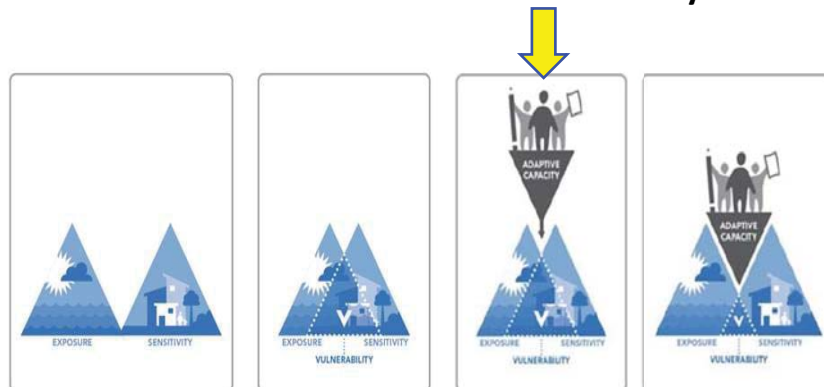 EXPOSURE SENSITIVITY
V
EXPOSURE SENSITIVITY
VULNERABILITY
ADAPTIVE
CAPACITY
V
EXPOSURE SENSITIVITY
VULNERABILITY
ADAPTIVE
CAPACITY
V
EXPOSURE SENSITIVITY
VULNERABILITY